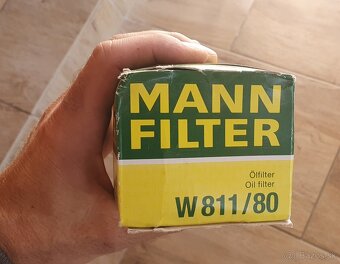 MANN
FILTER
Ölfilter
Oil filter
W 811/80